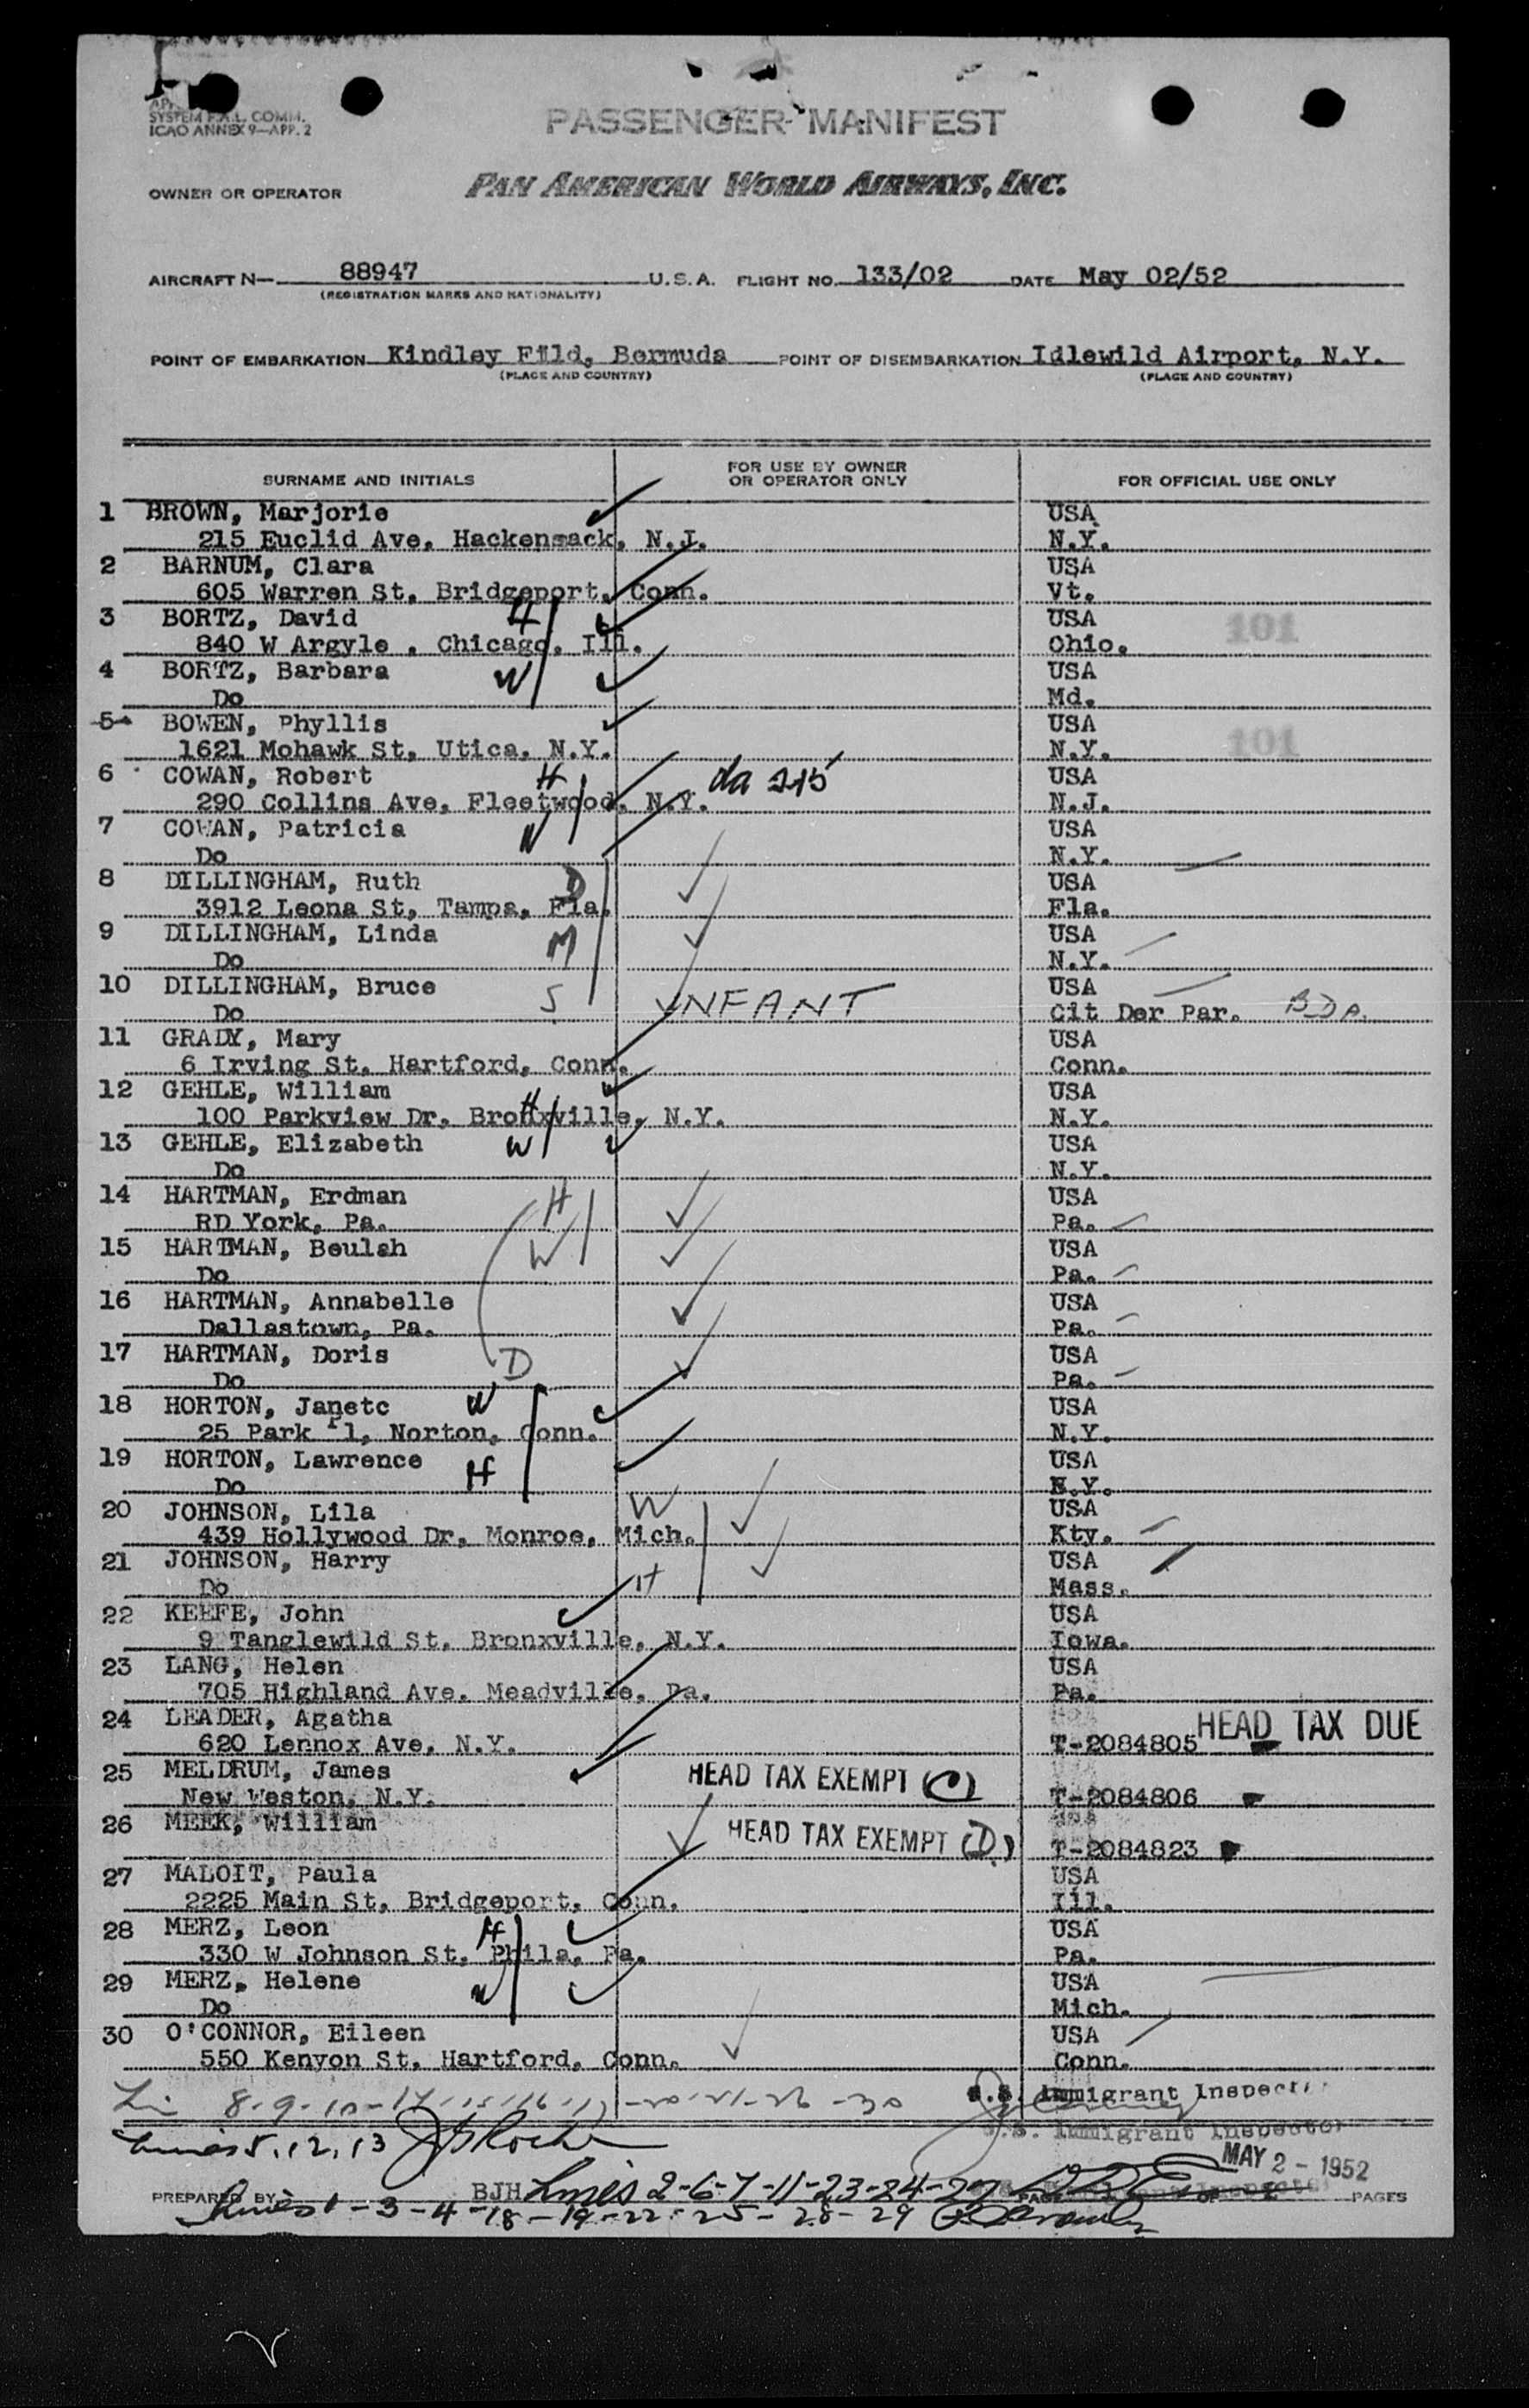 SYSTEM F.A.L. COMM.
ICAO ANNEX 9—APP. 2
PASSENGER MANIFEST
OWNER OR OPERATOR PAN AMERICAN WORLD AIRWAYS, INC.
AIRCRAFT N— 88947 U.S.A. FLIGHT NO. 133/02 DATE May 02/52
(REGISTRATION MARKS AND NATIONALITY)
POINT OF EMBARKATION Kindley Fild, Bermuda POINT OF DISEMBARKATION Idlewild Airport, N.Y.
(PLACE AND COUNTRY) (PLACE AND COUNTRY)
SURNAME AND INITIALS FOR USE BY OWNER OR OPERATOR ONLY FOR OFFICIAL USE ONLY
1 BROWN, Marjorie USA
215 Euclid Ave, Hackensack, N.J. N.Y.
2 BARNUM, Clara USA
605 Warren St, Bridgeport, Conn. Vt.
3 BORTZ, David H USA 101
840 W Argyle , Chicago, Ill. Ohio.
4 BORTZ, Barbara W USA
Do Md.
5 BOWEN, Phyllis USA
1621 Mohawk St, Utica, N.Y. N.Y. 101
6 COWAN, Robert H da 215 USA
290 Collins Ave, Fleetwood, N.Y. N.J.
7 COWAN, Patricia W USA
Do N.Y.
8 DILLINGHAM, Ruth D USA
3912 Leona St, Tampa, Fla. Fla.
9 DILLINGHAM, Linda M USA
Do N.Y.
10 DILLINGHAM, Bruce S INFANT USA
Do Cit Der Par. BDA.
11 GRADY, Mary USA
6 Irving St, Hartford, Conn. Conn.
12 GEHLE, William H USA
100 Parkview Dr, Bronxville, N.Y. N.Y.
13 GEHLE, Elizabeth W USA
Do N.Y.
14 HARTMAN, Erdman H USA
RD York, Pa. Pa.
15 HARTMAN, Beulah W USA
Do Pa.
16 HARTMAN, Annabelle USA
Dallastown, Pa. Pa.
17 HARTMAN, Doris D USA
Do Pa.
18 HORTON, Janetc W USA
25 Park Pl, Norton, Conn. N.Y.
19 HORTON, Lawrence H USA
Do N.Y.
20 JOHNSON, Lila W USA
439 Hollywood Dr, Monroe, Mich. Kty.
21 JOHNSON, Harry H USA
Do Mass.
22 KEEFE, John USA
9 Tanglewild St, Bronxville, N.Y. Iowa.
23 LANG, Helen USA
705 Highland Ave. Meadville, Pa. Pa.
24 LEADER, Agatha HEAD TAX DUE
620 Lennox Ave, N.Y. T-2084805
25 MELDRUM, James HEAD TAX EXEMPT (C)
New Weston, N.Y. T-2084806
26 MEEK, William HEAD TAX EXEMPT (D.)
T-2084823
27 MALOIT, Paula USA
2225 Main St, Bridgeport, Conn. Ill.
28 MERZ, Leon H USA
330 W Johnson St, Phila, Pa. Pa.
29 MERZ, Helene W USA
Do Mich.
30 O'CONNOR, Eileen USA
550 Kenyon St, Hartford, Conn. Conn.
8-9-10-14-15-16-17-20-21-26-30 Immigrant Inspector
5, 12, 13 U.S. Immigrant Inspector
MAY 2 - 1952
PREPARED BY BJH Lines 2-6-7-11-23-24-27 PAGE OF PAGES
Lines 1-3-4-18-19-22-25-28-29